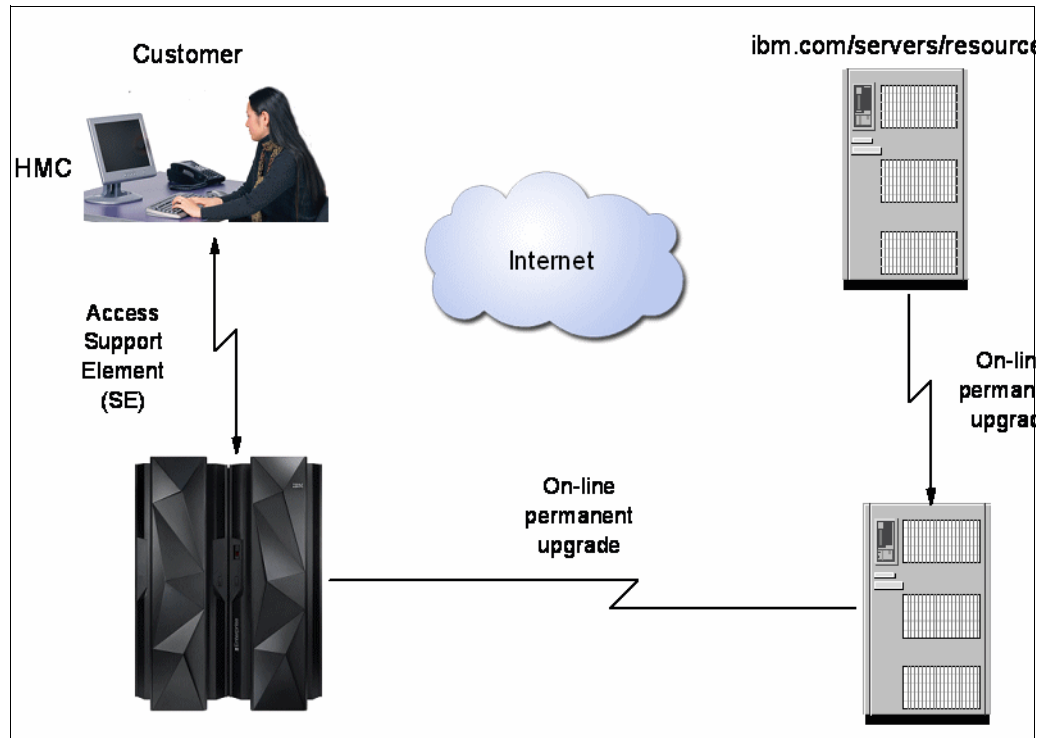 Customer
ibm.com/servers/resource
HMC
Internet
Access
Support
Element
(SE)
On-lin
perman
upgrad
On-line
permanent
upgrade